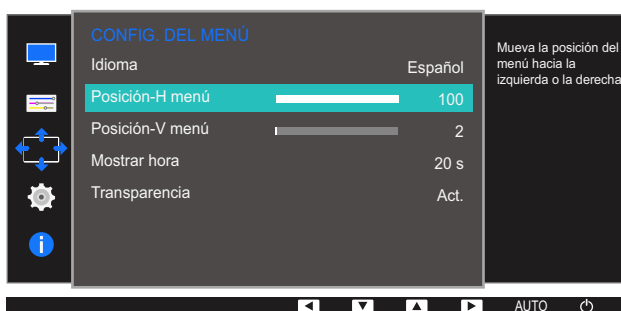 CONFIG. DEL MENÚ
Idioma Español
Posición-H menú 100
Posición-V menú 2
Mostrar hora 20 s
Transparencia Act.
Mueva la posición del
menú hacia la
izquierda o la derecha
AUTO